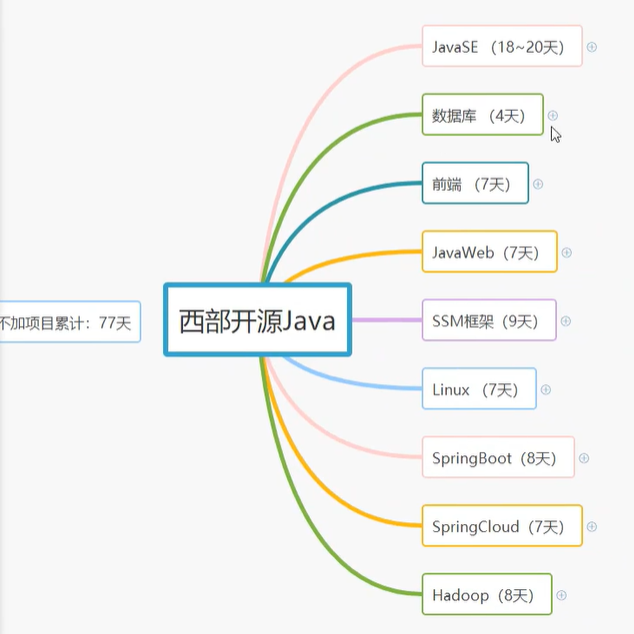 JavaSE （18~20天）
数据库 （4天）
前端 （7天）
JavaWeb（7天）
不加项目累计：77天
西部开源Java
SSM框架（9天）
Linux （7天）
SpringBoot（8天）
SpringCloud（7天）
Hadoop（8天）